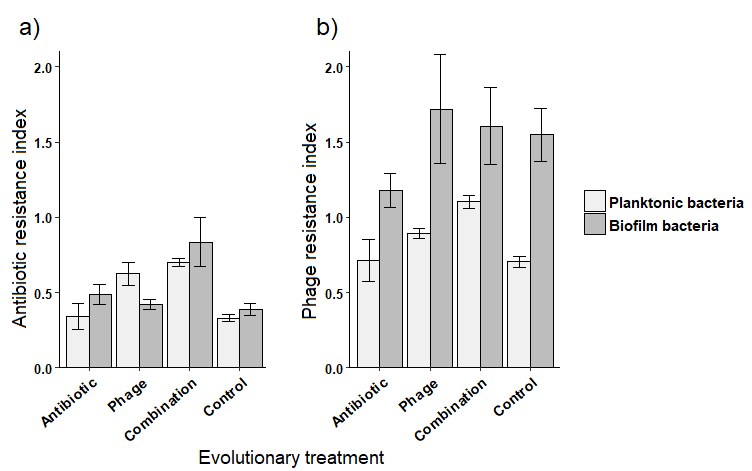 a)
Antibiotic resistance index
2.0
1.5
1.0
0.5
0.0
Antibiotic
Phage
Combination
Control
b)
Phage resistance index
2.0
1.5
1.0
0.5
0.0
Antibiotic
Phage
Combination
Control
Planktonic bacteria
Biofilm bacteria
Evolutionary treatment